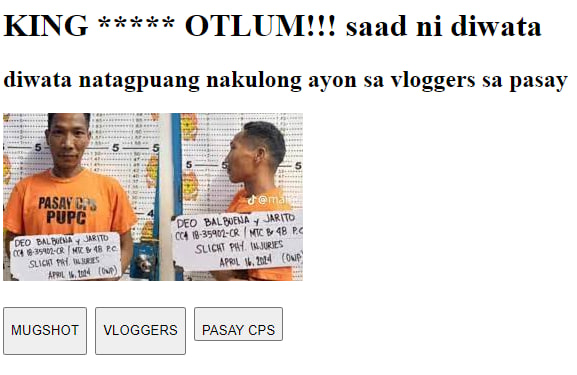 KING ***** OTLUM!!! saad ni diwata
diwata natagpuang nakulong ayon sa vloggers sa pasay
5
5
5
4
PASAY CPS
PUPC
DEO BALBUENA y JARITO
CC# 18-35902-CR / MTC Br 48 P.C.
SLIGHT PHY. INJURIES
APRIL 16, 2024 (OWP)
5
5
DEO BALBUENA y JARITO
CC# 18-35902-CR / MTC Br 48 P.C.
SLIGHT PHY. INJURIES
APRIL 16, 2024 (OWP)
MUGSHOT
VLOGGERS
PASAY CPS